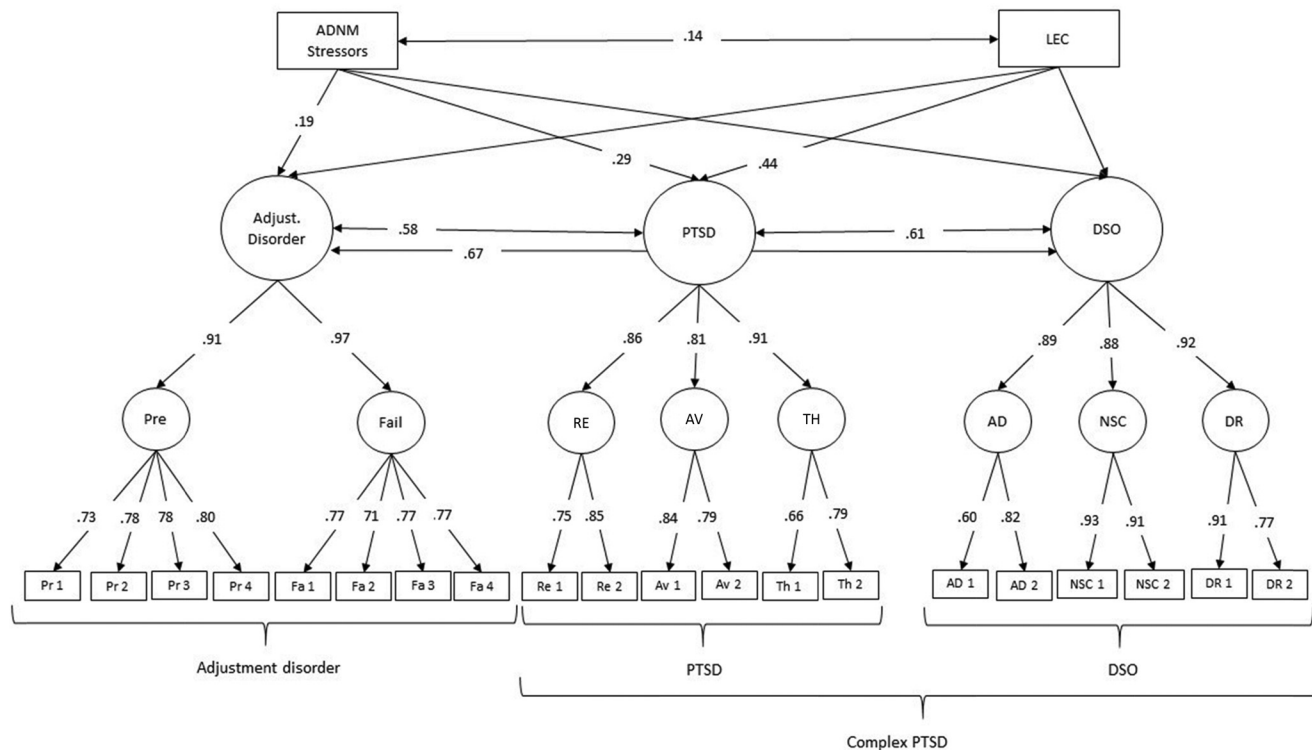 ADNM
Stressors
.14
LEC
.19
.29
.44
Adjust.
Disorder
.58
PTSD
.61
DSO
.67
.91
.97
.86
.81
.91
.89
.88
.92
Pre
Fail
RE
AV
TH
AD
NSC
DR
.73
.78
78
.80
.77
.71
.77
.77
.75
.85
.84
.79
.66
.79
.60
.82
.93
.91
.91
.77
Pr 1
Pr 2
Pr 3
Pr 4
Fa 1
Fa 2
Fa 3
Fa 4
Re 1
Re 2
Av 1
Av 2
Th 1
Th 2
AD 1
AD 2
NSC 1
NSC 2
DR 1
DR 2
Adjustment disorder
PTSD
DSO
Complex PTSD